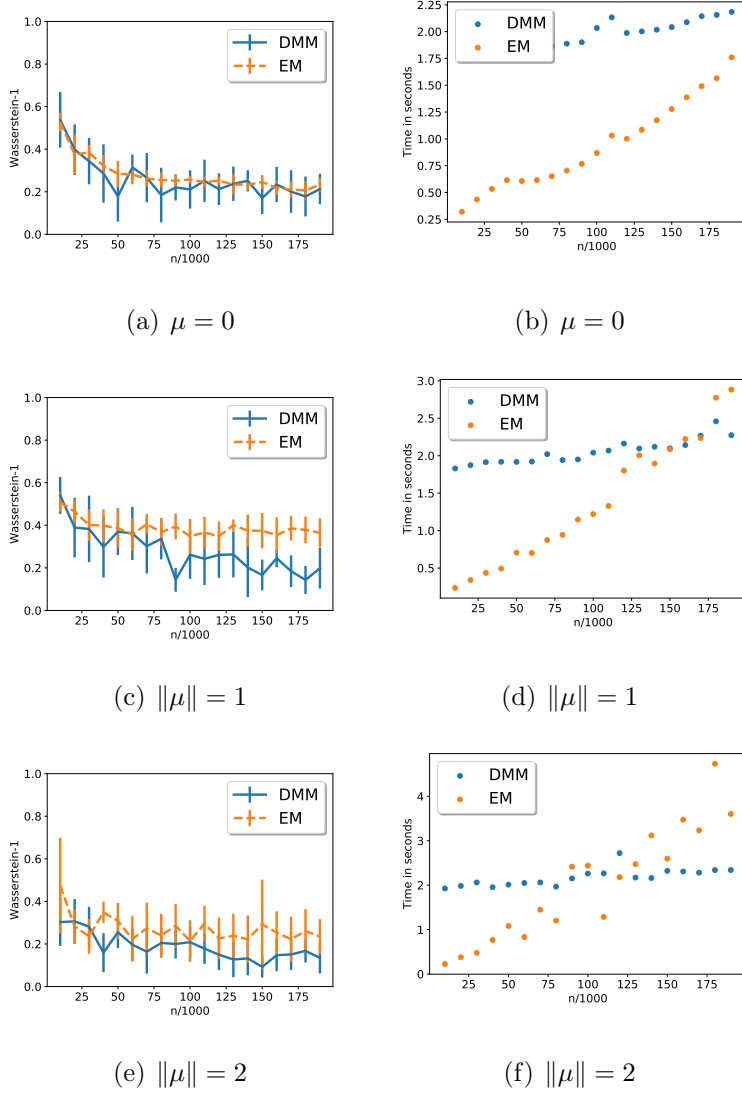 1.0
0.8
0.6
0.4
0.2
0.0
Wasserstein-1
DMM
EM
25 50 75 100 125 150 175
n/1000
(a) μ = 0
2.25
2.00
1.75
1.50
1.25
1.00
0.75
0.50
0.25
Time in seconds
DMM
EM
25 50 75 100 125 150 175
n/1000
(b) μ = 0
1.0
0.8
0.6
0.4
0.2
0.0
Wasserstein-1
DMM
EM
25 50 75 100 125 150 175
n/1000
(c) ‖μ‖ = 1
3.0
2.5
2.0
1.5
1.0
0.5
Time in seconds
DMM
EM
25 50 75 100 125 150 175
n/1000
(d) ‖μ‖ = 1
1.0
0.8
0.6
0.4
0.2
0.0
Wasserstein-1
DMM
EM
25 50 75 100 125 150 175
n/1000
(e) ‖μ‖ = 2
4
3
2
1
0
Time in seconds
DMM
EM
25 50 75 100 125 150 175
n/1000
(f) ‖μ‖ = 2